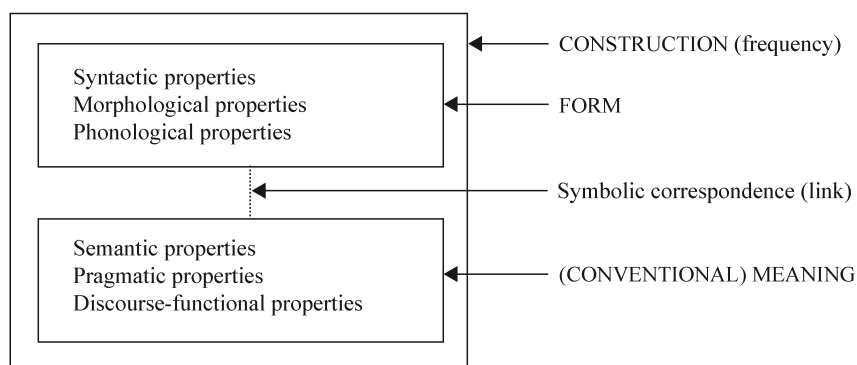 CONSTRUCTION (frequency)
Syntactic properties
Morphological properties
Phonological properties
FORM
Symbolic correspondence (link)
Semantic properties
Pragmatic properties
Discourse-functional properties
(CONVENTIONAL) MEANING